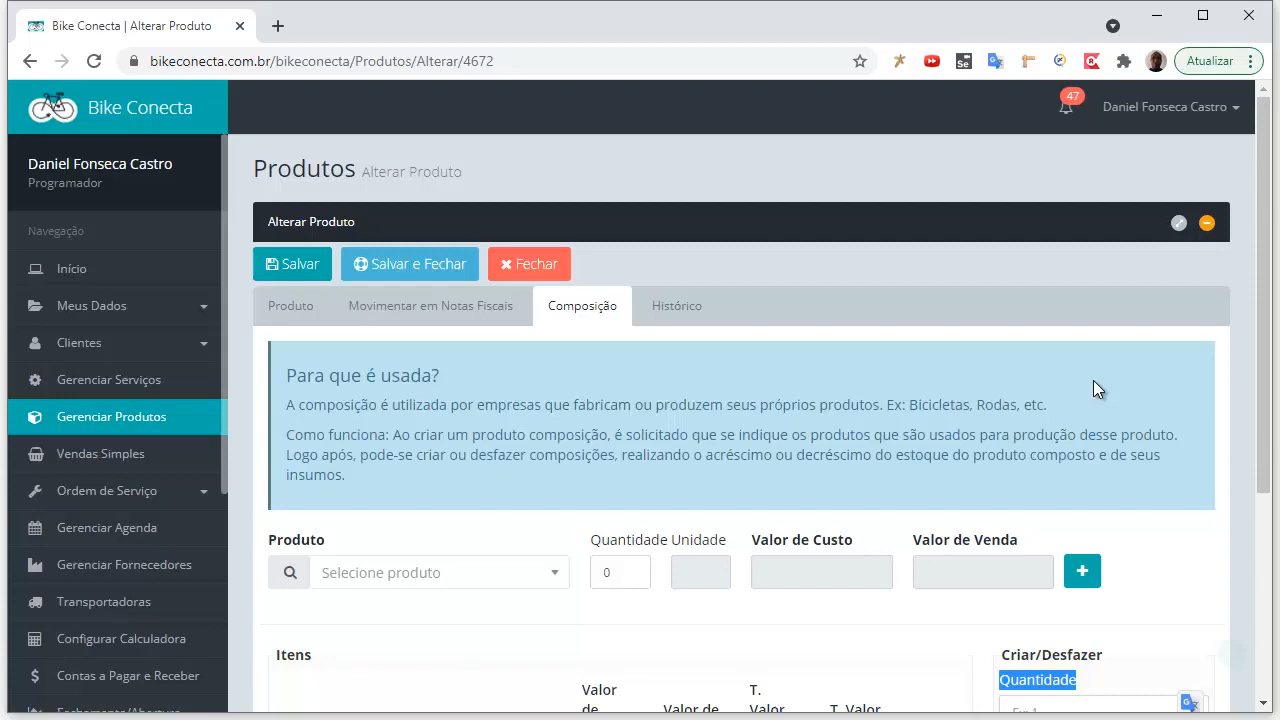 Bike Conecta | Alterar Produto
bikeconecta.com.br/bikeconecta/Produtos/Alterar/4672
Se
Atualizar
Bike Conecta
47
Daniel Fonseca Castro
Daniel Fonseca Castro
Programador
Navegação
Início
Meus Dados
Clientes
Gerenciar Serviços
Gerenciar Produtos
Vendas Simples
Ordem de Serviço
Gerenciar Agenda
Gerenciar Fornecedores
Transportadoras
Configurar Calculadora
Contas a Pagar e Receber
Fechamento/Abertura
Produtos Alterar Produto
Alterar Produto
Salvar
Salvar e Fechar
Fechar
Produto
Movimentar em Notas Fiscais
Composição
Histórico
Para que é usada?
A composição é utilizada por empresas que fabricam ou produzem seus próprios produtos. Ex: Bicicletas, Rodas, etc.
Como funciona: Ao criar um produto composição, é solicitado que se indique os produtos que são usados para produção desse produto.
Logo após, pode-se criar ou desfazer composições, realizando o acréscimo ou decréscimo do estoque do produto composto e de seus
insumos.
Produto
Quantidade Unidade
Valor de Custo
Valor de Venda
Selecione produto
0
Itens
Criar/Desfazer
Quantidade
Valor
de
Valor de
T.
Valor
T. Valor
Ex: 1